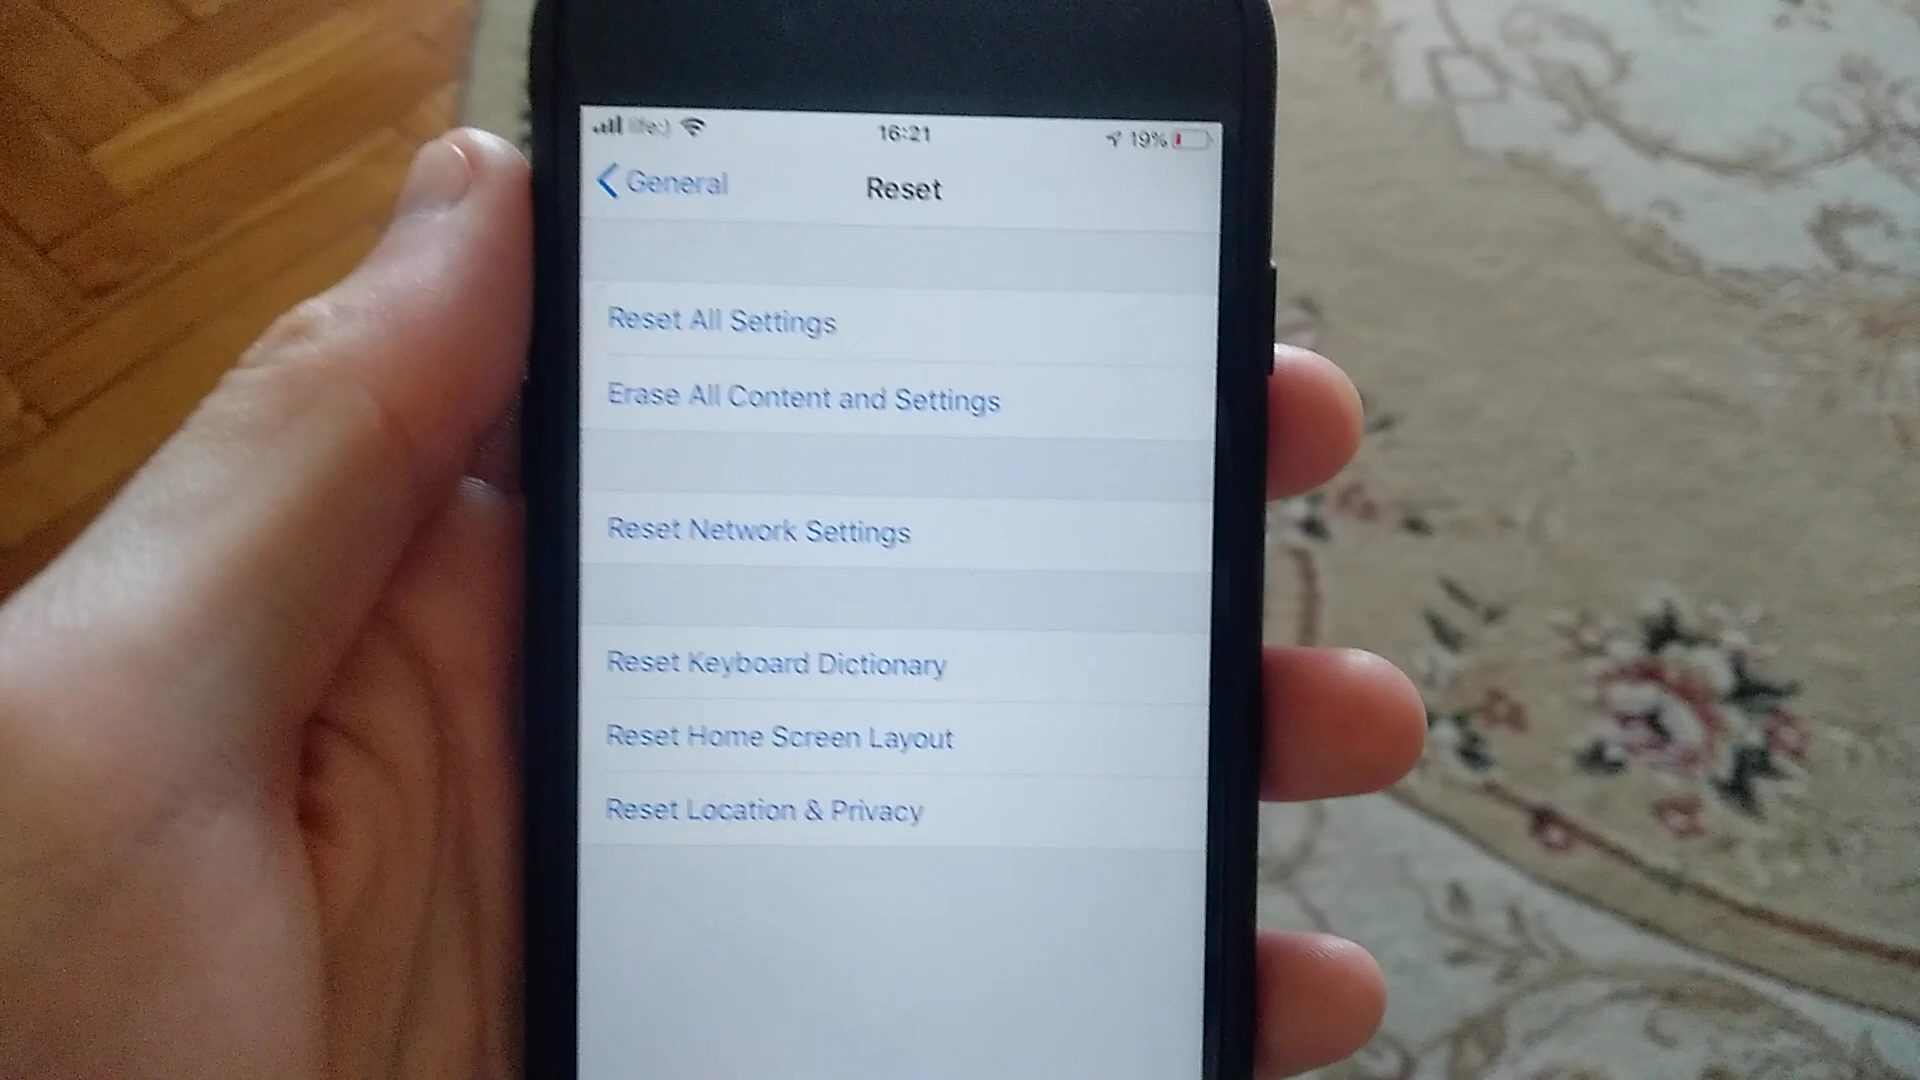 life:) 16:21 19%
General Reset
Reset All Settings
Erase All Content and Settings
Reset Network Settings
Reset Keyboard Dictionary
Reset Home Screen Layout
Reset Location & Privacy